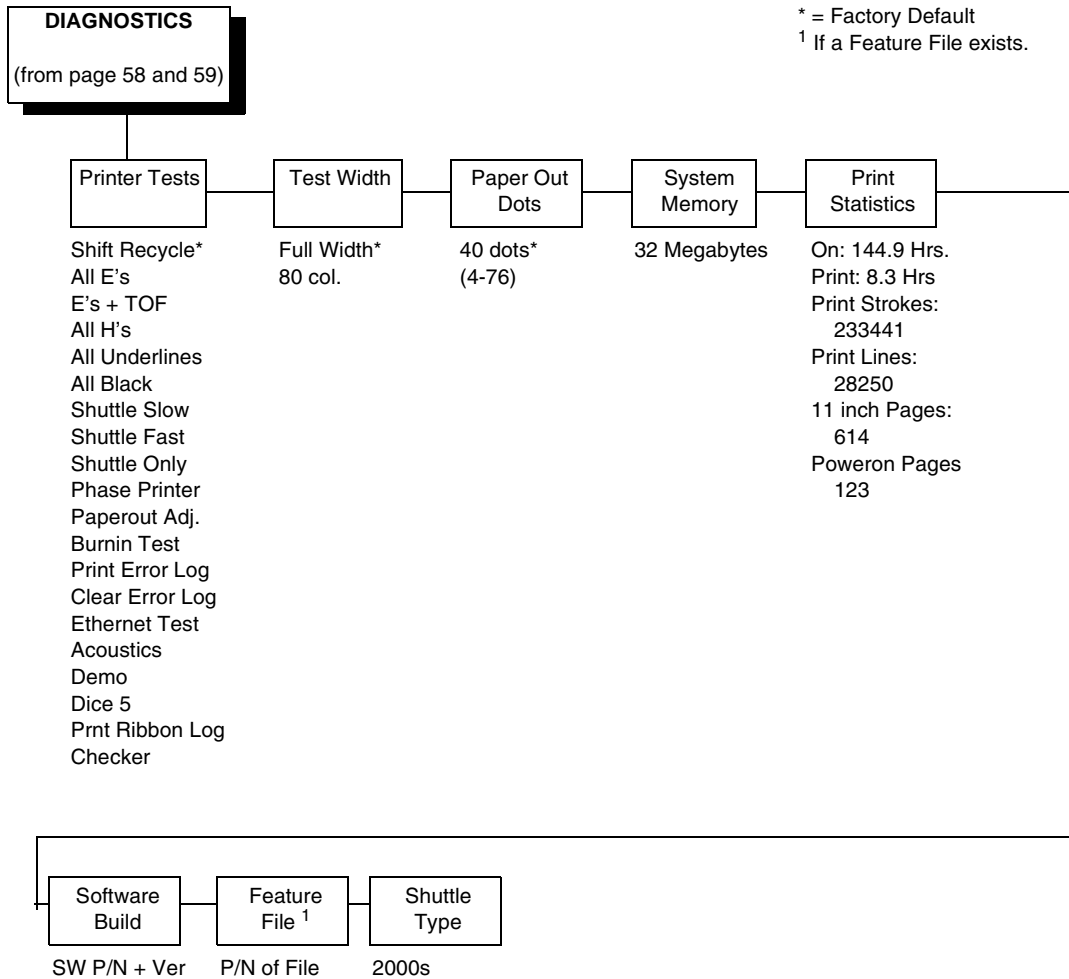 DIAGNOSTICS
(from page 58 and 59)
* = Factory Default
1 If a Feature File exists.
Printer Tests
Shift Recycle*
All E's
E's + TOF
All H's
All Underlines
All Black
Shuttle Slow
Shuttle Fast
Shuttle Only
Phase Printer
Paperout Adj.
Burnin Test
Print Error Log
Clear Error Log
Ethernet Test
Acoustics
Demo
Dice 5
Prnt Ribbon Log
Checker
Test Width
Full Width*
80 col.
Paper Out
Dots
40 dots*
(4-76)
System
Memory
32 Megabytes
Print
Statistics
On: 144.9 Hrs.
Print: 8.3 Hrs
Print Strokes:
233441
Print Lines:
28250
11 inch Pages:
614
Poweron Pages
123
Software
Build
SW P/N + Ver
Feature
File 1
P/N of File
Shuttle
Type
2000s